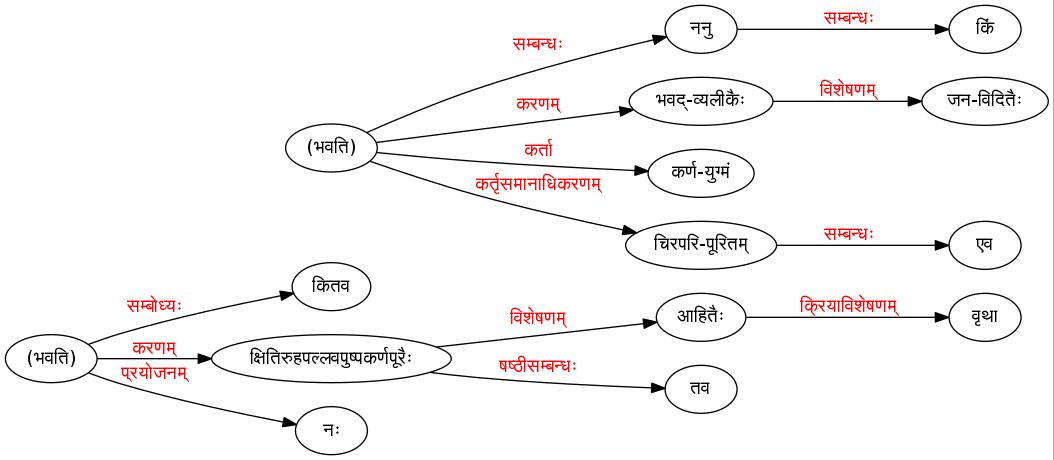 सम्बन्धः
ननु
सम्बन्धः
किं
करणम्
भवद्-व्यलीकैः
विशेषणम्
जन-विदितैः
(भवति)
कर्ता
कर्ण-युग्मं
कर्तृसमानाधिकरणम्
चिरपरि-पूरितम्
सम्बन्धः
एव
सम्बोध्यः
कितव
(भवति)
करणम्
क्षितिरुहपल्लवपुष्पकर्णपूरैः
विशेषणम्
आहितैः
क्रियाविशेषणम्
वृथा
षष्ठीसम्बन्धः
तव
प्रयोजनम्
नः